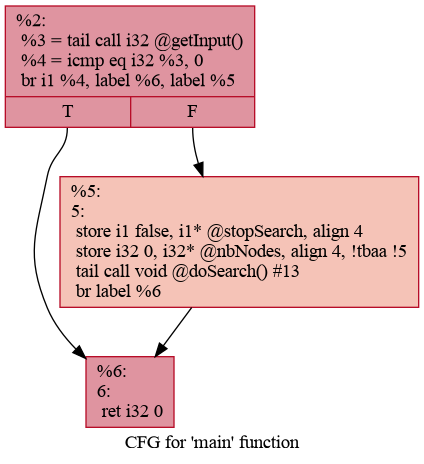 %2:
%3 = tail call i32 @getInput()
%4 = icmp eq i32 %3, 0
br i1 %4, label %6, label %5
T F
%5:
5:
store i1 false, i1* @stopSearch, align 4
store i32 0, i32* @nbNodes, align 4, !tbaa !5
tail call void @doSearch() #13
br label %6
%6:
6:
ret i32 0
CFG for 'main' function